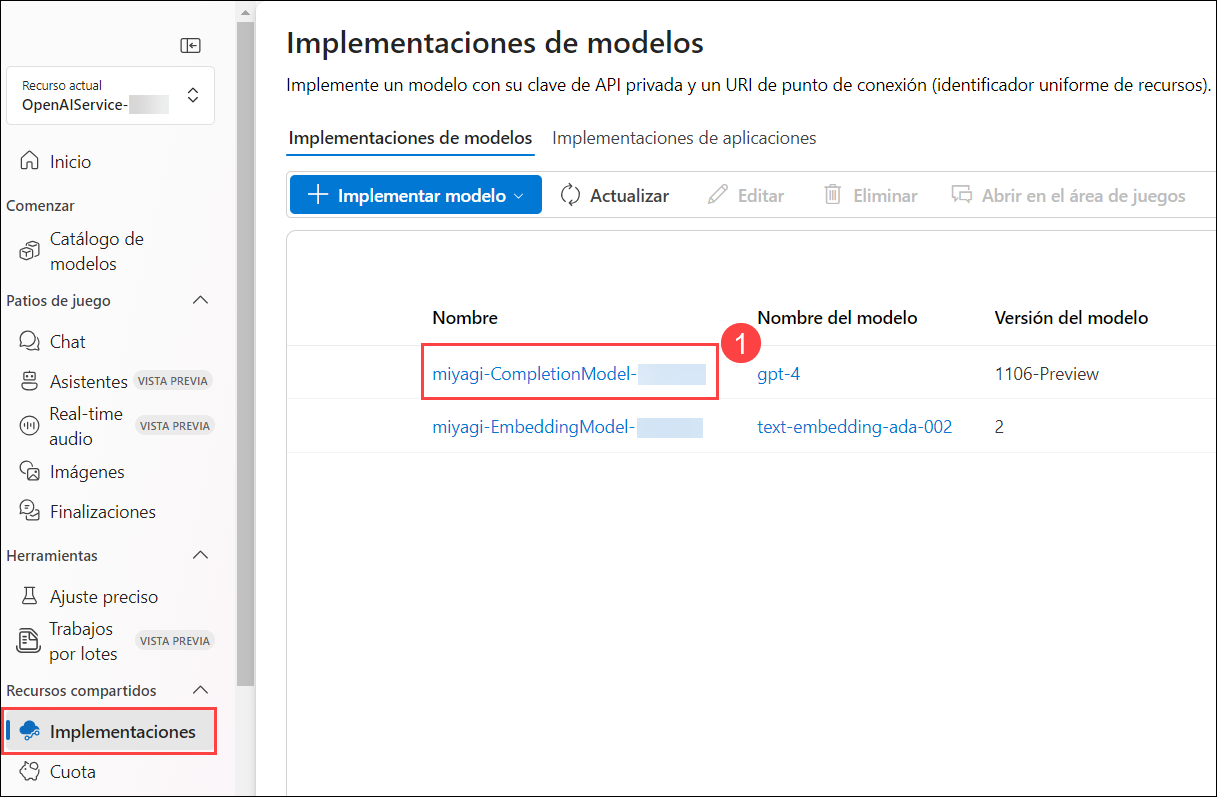 Recurso actual
OpenAIService-
Inicio
Comenzar
Catálogo de
modelos
Patios de juego
Chat
Asistentes VISTA PREVIA
Real-time
audio VISTA PREVIA
Imágenes
Finalizaciones
Herramientas
Ajuste preciso
Trabajos
por lotes VISTA PREVIA
Recursos compartidos
Implementaciones
Cuota
Implementaciones de modelos
Implemente un modelo con su clave de API privada y un URI de punto de conexión (identificador uniforme de recursos).
Implementaciones de modelos Implementaciones de aplicaciones
Implementar modelo Actualizar Editar Eliminar Abrir en el área de juegos
Nombre Nombre del modelo Versión del modelo
1
miyagi-CompletionModel- gpt-4 1106-Preview
miyagi-EmbeddingModel- text-embedding-ada-002 2